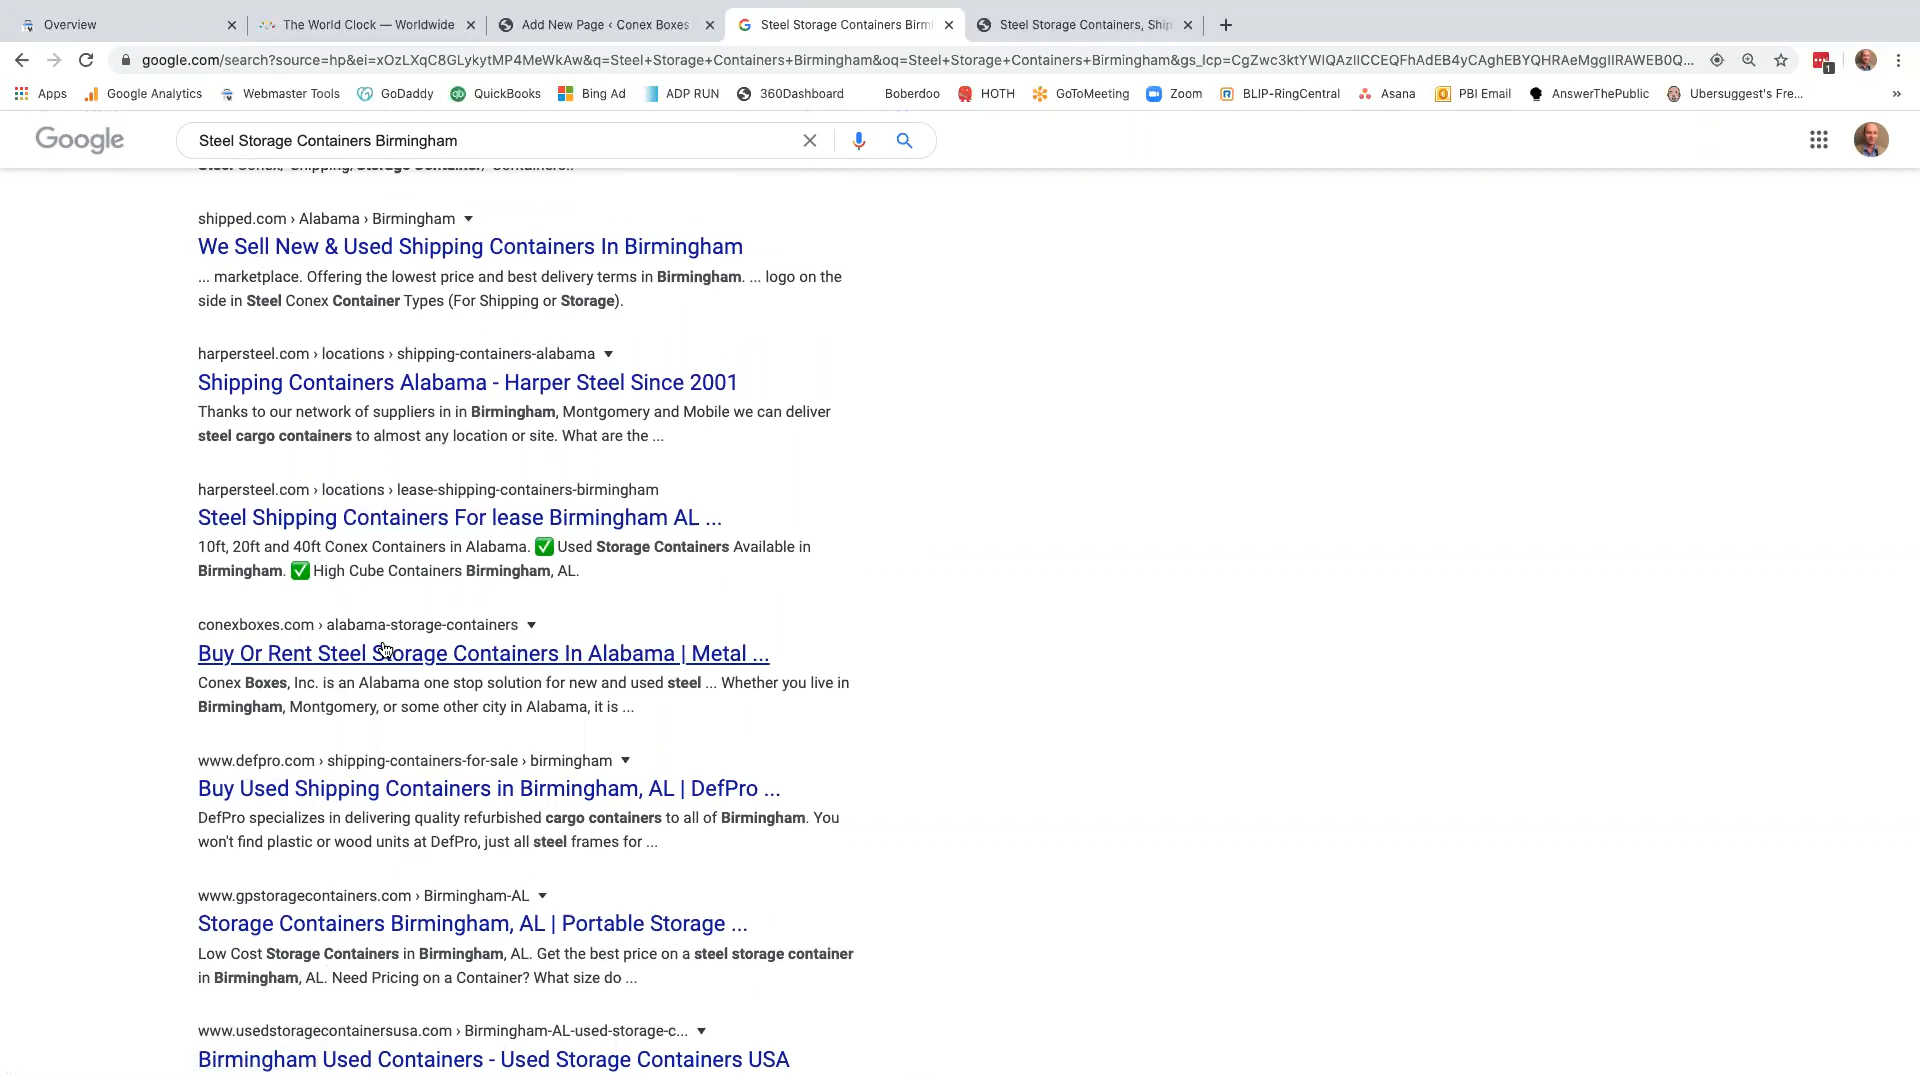 Overview
The World Clock — Worldwide
Add New Page ‹ Conex Boxes
Steel Storage Containers Birmi
Steel Storage Containers, Ship
google.com/search?source=hp&ei=xOzLXqC8GLykytMP4MeWkAw&q=Steel+Storage+Containers+Birmingham&oq=Steel+Storage+Containers+Birmingham&gs_lcp=CgZwc3ktYWIQAzIICCEQFhAdEB4yCAghEBYQHRAeMggIIRAWEB0Q...
1
Apps
Google Analytics
Webmaster Tools
GoDaddy
QuickBooks
Bing Ad
ADP RUN
360Dashboard
Boberdoo
HOTH
GoToMeeting
Zoom
BLIP-RingCentral
Asana
PBI Email
AnswerThePublic
Ubersuggest's Fre...
»
Google
Steel Storage Containers Birmingham
Steel Conex, Shipping, Storage Container, Containers..
shipped.com › Alabama › Birmingham
We Sell New & Used Shipping Containers In Birmingham
... marketplace. Offering the lowest price and best delivery terms in Birmingham. ... logo on the
side in Steel Conex Container Types (For Shipping or Storage).
harpersteel.com › locations › shipping-containers-alabama
Shipping Containers Alabama - Harper Steel Since 2001
Thanks to our network of suppliers in in Birmingham, Montgomery and Mobile we can deliver
steel cargo containers to almost any location or site. What are the ...
harpersteel.com › locations › lease-shipping-containers-birmingham
Steel Shipping Containers For lease Birmingham AL ...
10ft, 20ft and 40ft Conex Containers in Alabama. ✅ Used Storage Containers Available in
Birmingham. ✅ High Cube Containers Birmingham, AL.
conexboxes.com › alabama-storage-containers
Buy Or Rent Steel Storage Containers In Alabama | Metal ...
Conex Boxes, Inc. is an Alabama one stop solution for new and used steel ... Whether you live in
Birmingham, Montgomery, or some other city in Alabama, it is ...
www.defpro.com › shipping-containers-for-sale › birmingham
Buy Used Shipping Containers in Birmingham, AL | DefPro ...
DefPro specializes in delivering quality refurbished cargo containers to all of Birmingham. You
won't find plastic or wood units at DefPro, just all steel frames for ...
www.gpstoragecontainers.com › Birmingham-AL
Storage Containers Birmingham, AL | Portable Storage ...
Low Cost Storage Containers in Birmingham, AL. Get the best price on a steel storage container
in Birmingham, AL. Need Pricing on a Container? What size do ...
www.usedstoragecontainersusa.com › Birmingham-AL-used-storage-c...
Birmingham Used Containers - Used Storage Containers USA